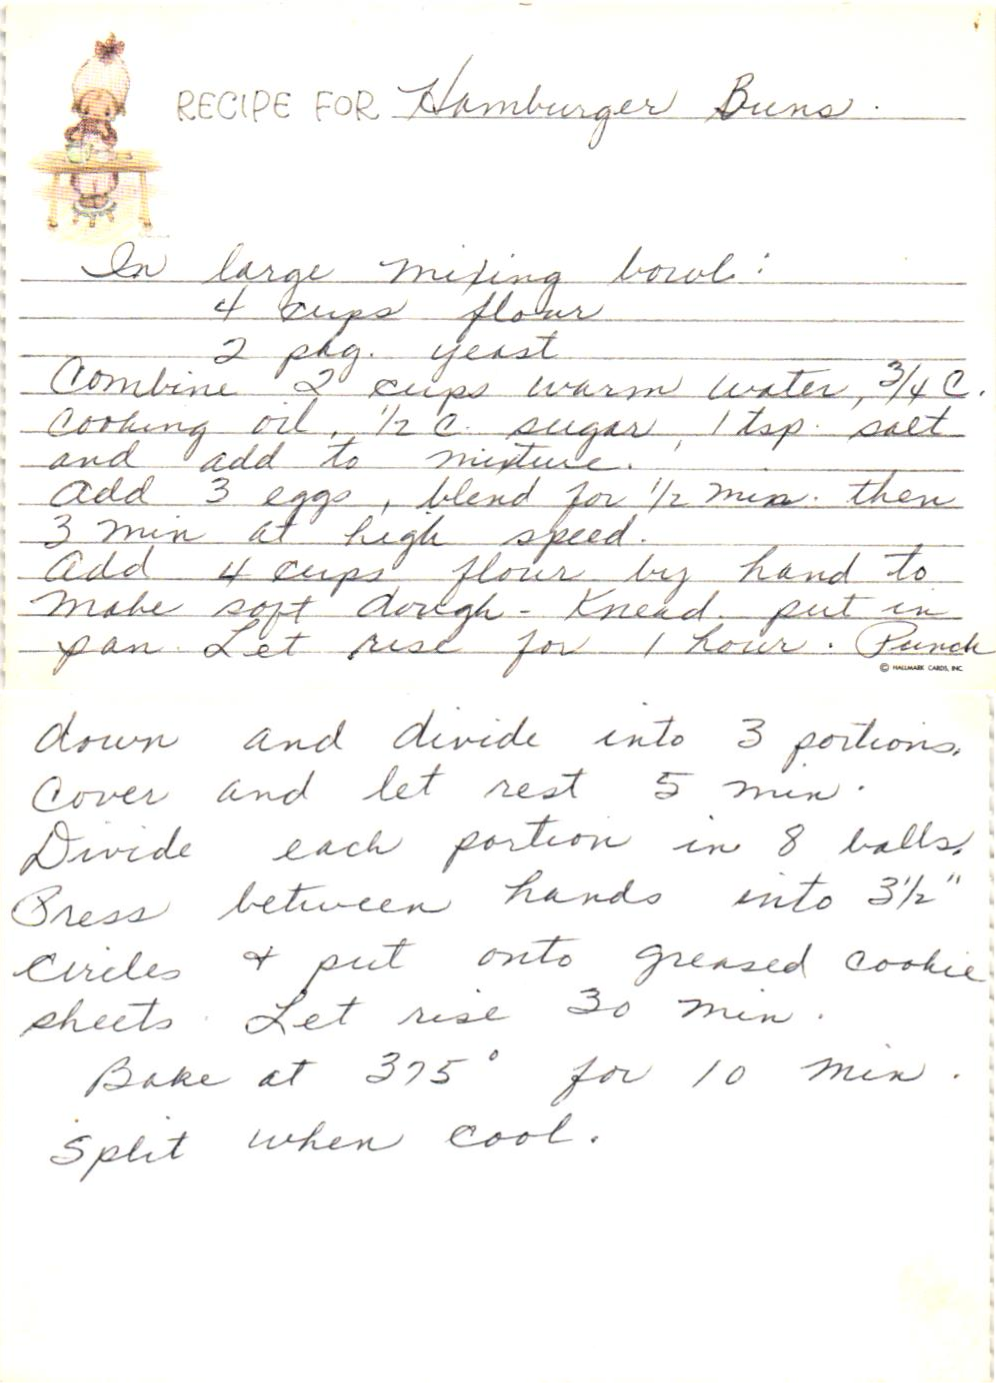 RECIPE FOR Hamburger Buns.
In large mixing bowl:
4 cups flour
2 pkg. yeast
Combine 2 cups warm water, 3/4 C.
cooking oil, 1/2 C. sugar, 1 tsp. salt
and add to mixture.
Add 3 eggs, blend for 1/2 min. then
3 min at high speed.
Add 4 cups flour by hand to
make soft dough - Knead. put in
pan. Let rise for 1 hour. Punch
© HALLMARK CARDS, INC.
down and divide into 3 portions.
Cover and let rest 5 min.
Divide each portion in 8 balls.
Press between hands into 3 1/2"
circles & put onto greased cookie
sheets. Let rise 30 min.
Bake at 375° for 10 min.
Split when cool.